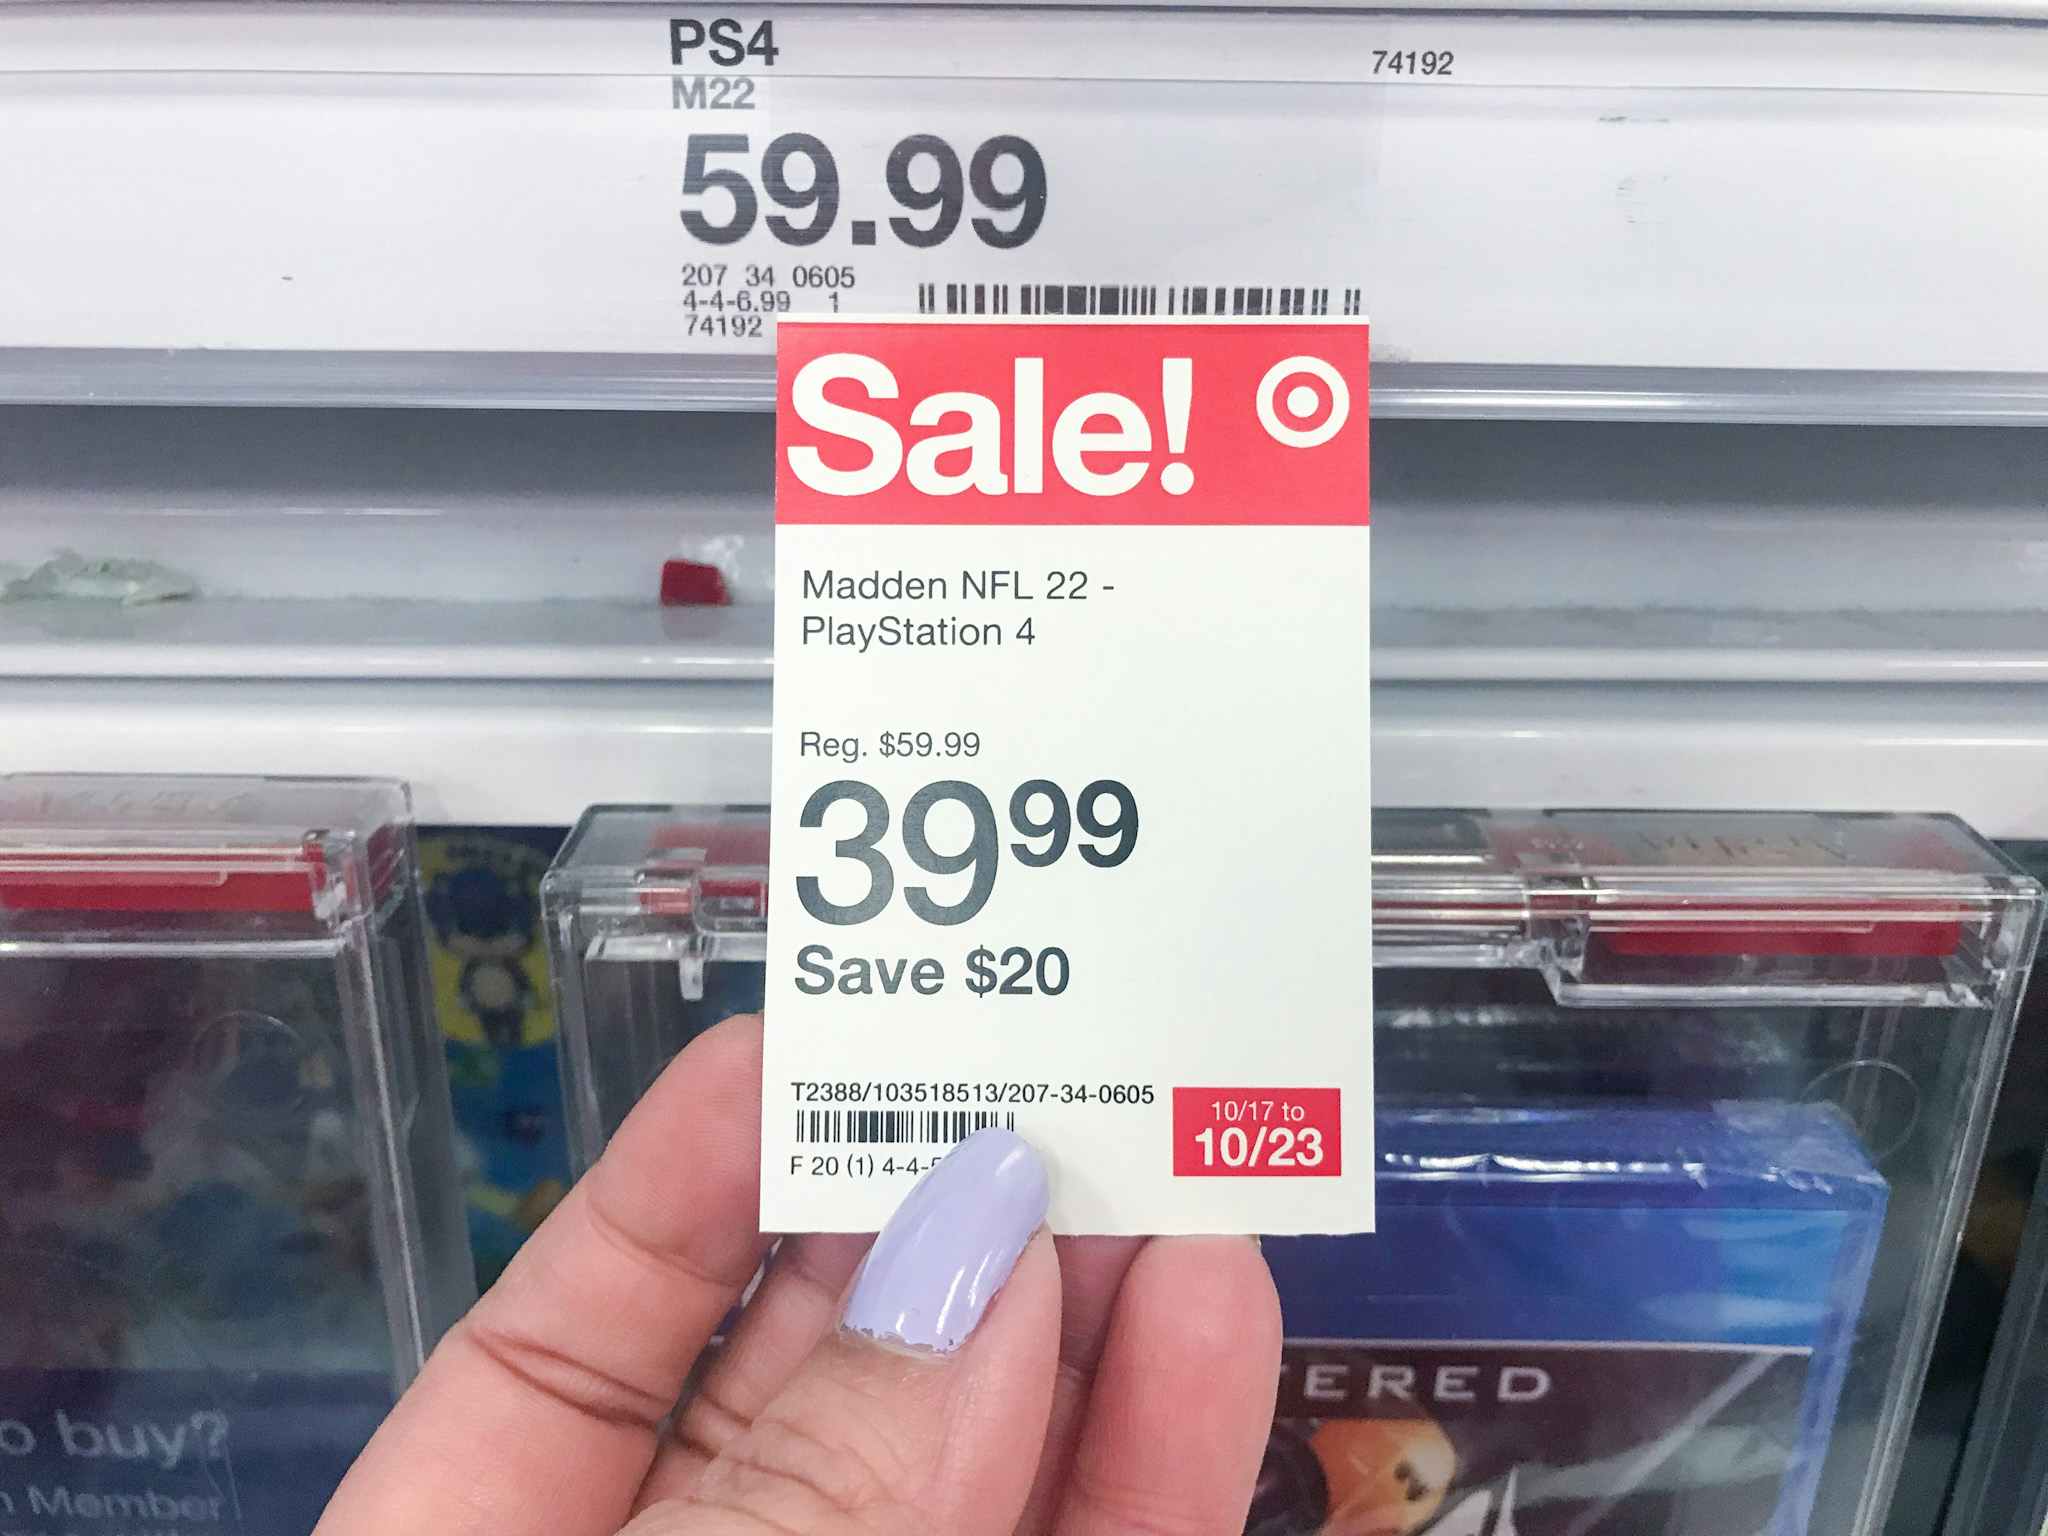 PS4
74192
M22
59.99
207 34 0605
4-4-6.99 1
74192
Sale!
Madden NFL 22 -
PlayStation 4
Reg. $59.99
39 99
Save $20
T2388/103518513/207-34-0605
F 20 (1) 4-4-
10/17 to
10/23
ERED
o buy?
Member